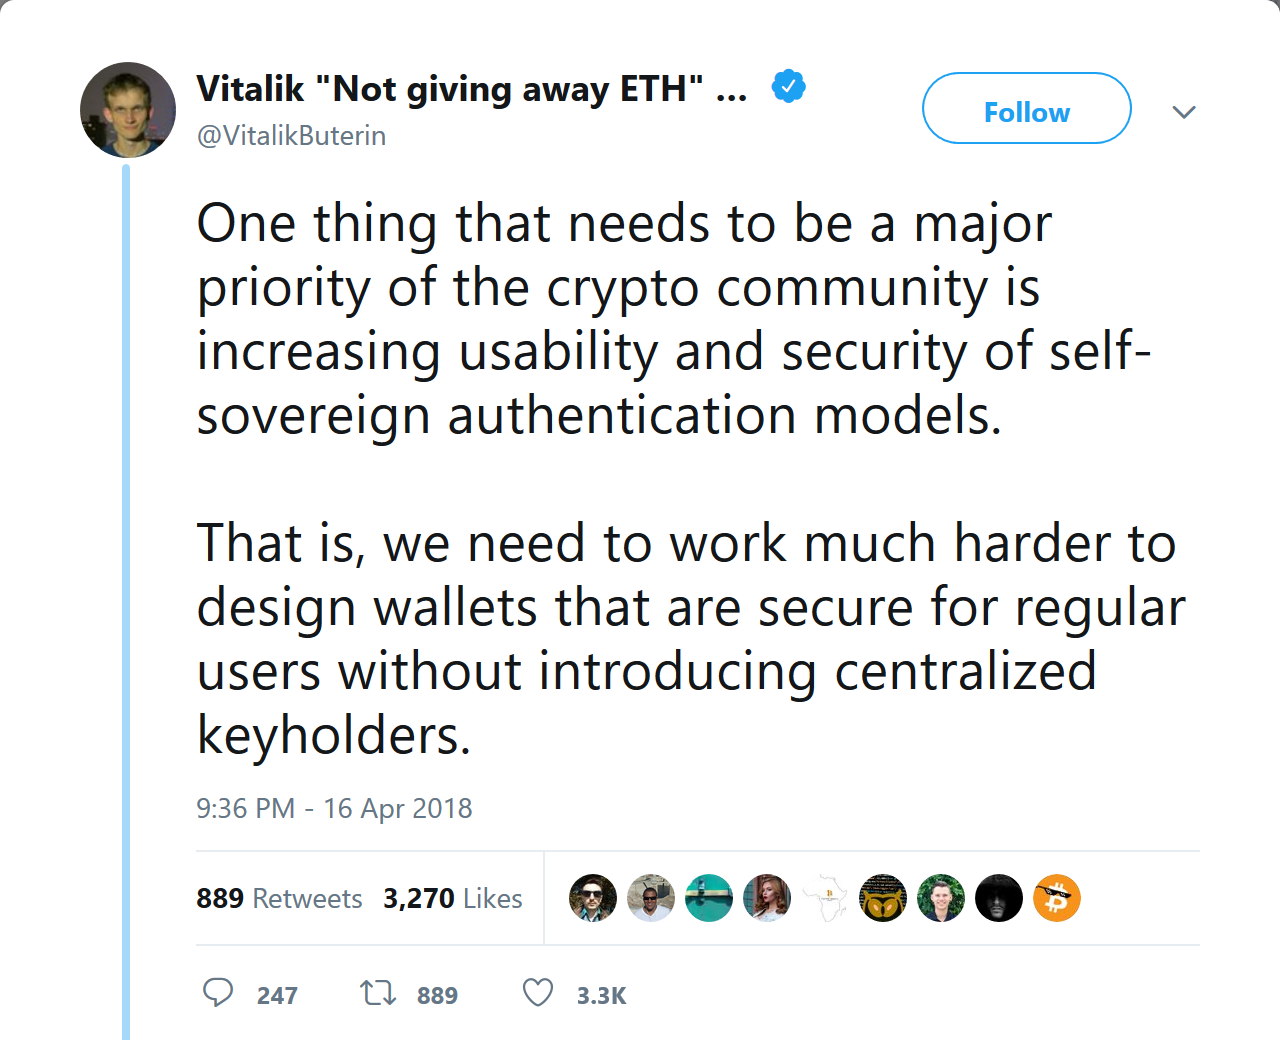 Vitalik "Not giving away ETH" ...
@VitalikButerin
Follow
One thing that needs to be a major
priority of the crypto community is
increasing usability and security of self-
sovereign authentication models.
That is, we need to work much harder to
design wallets that are secure for regular
users without introducing centralized
keyholders.
9:36 PM - 16 Apr 2018
889 Retweets 3,270 Likes
247 889 3.3K